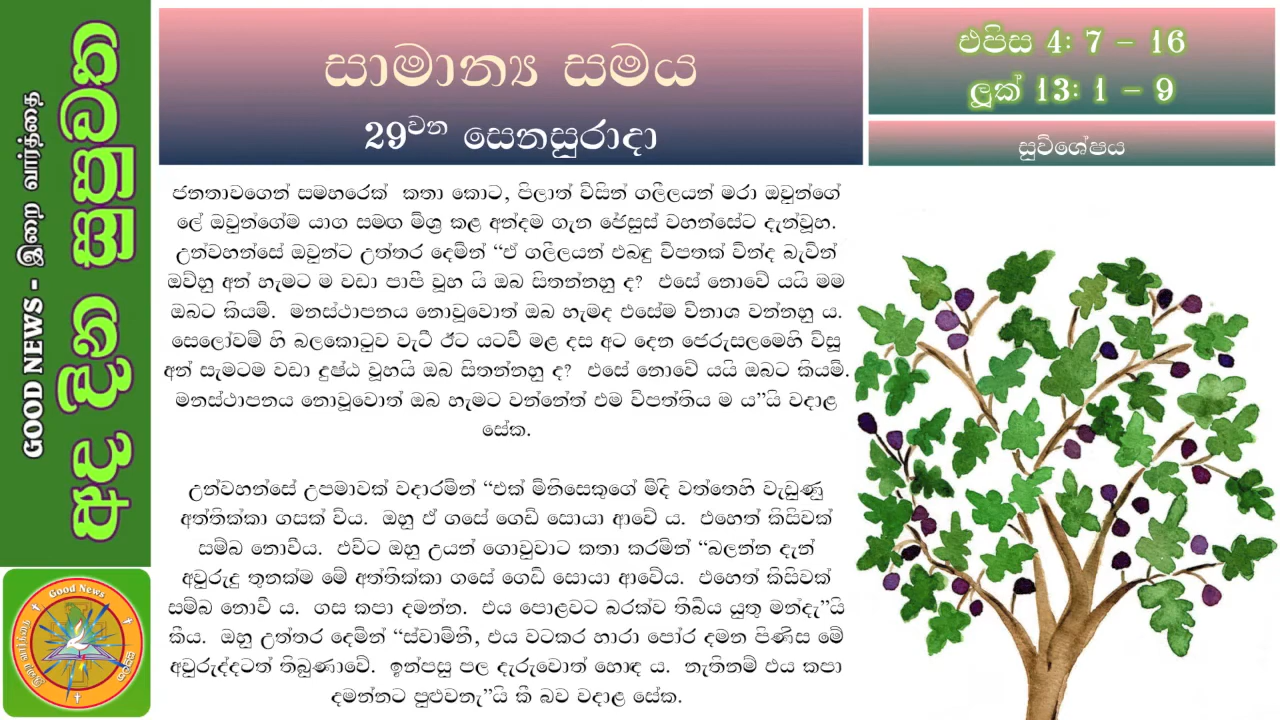 GOOD NEWS - இறை வார்த்தை
අද දින සුපුවත
සාමාන්‍ය සමය
29වන සෙනසුරාදා
එපිස 4: 7 – 16
ලූක් 13: 1 – 9
සුවිශේෂය
ජනතාවගෙන් සමහරෙක් කතා කොට, පිලාත් විසින් ගලීලයන් මරා ඔවුන්ගේ
ලේ ඔවුන්ගේම යාග සමඟ මිශ්‍ර කළ අන්දම ගැන ජේසුස් වහන්සේට දැන්වූහ.
උන්වහන්සේ ඔවුන්ට උත්තර දෙමින් “ඒ ගලීලයන් එබඳු විපතක් වින්ද බැවින්
ඔව්හු අන් හැමට ම වඩා පාපී වූහ යි ඔබ සිතන්නහු ද? එසේ නොවේ යයි මම
ඔබට කියමි. මනස්ථාපනය නොවූවොත් ඔබ හැමද එසේම විනාශ වන්නහු ය.
සෙලෝවම් හි බලකොටුව වැටී ඊට යටවී මළ දස අට දෙන ජෙරුසලමෙහි විසූ
අන් සැමටම වඩා දුෂ්ඨ වූහයි ඔබ සිතන්නහු ද? එසේ නොවේ යයි ඔබට කියමි.
මනස්ථාපනය නොවූවොත් ඔබ හැමට වන්නේත් එම විපත්තිය ම ය”යි වදාළ
සේක.
උන්වහන්සේ උපමාවක් වදාරමින් “එක් මිනිසෙකුගේ මිදි වත්තෙහි වැඩුණු
අත්තික්කා ගසක් විය. ඔහු ඒ ගසේ ගෙඩි සොයා ආවේ ය. එහෙත් කිසිවක්
සම්බ නොවීය. එවිට ඔහු උයන් ගොවුවාට කතා කරමින් “බලන්න දැන්
අවුරුදු තුනක්ම මේ අත්තික්කා ගසේ ගෙඩි සොයා ආවේය. එහෙත් කිසිවක්
සම්බ නොවී ය. ගස කපා දමන්න. එය පොළවට බරක්ව තිබිය යුතු මන්දැ”යි
කීය. ඔහු උත්තර දෙමින් “ස්වාමිනී, එය වටකර හාරා පෝර දමන පිණිස මේ
අවුරුද්දටත් තිබුණාවේ. ඉන්පසු පල දැරුවොත් හොඳ ය. නැතිනම් එය කපා
දමන්නට පුළුවනැ”යි කී බව වදාළ සේක.
Good News